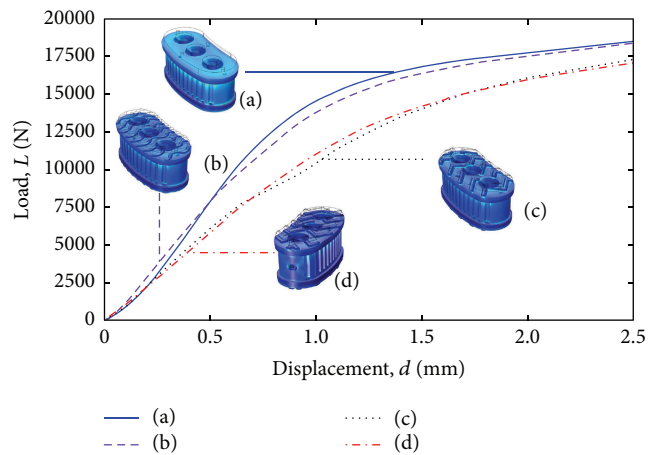 20000
17500
15000
12500
10000
7500
5000
2500
0
Load, L (N)
(a)
(b)
(c)
(d)
0 0.5 1.0 1.5 2.0 2.5
Displacement, d (mm)
(a) (c)
(b) (d)